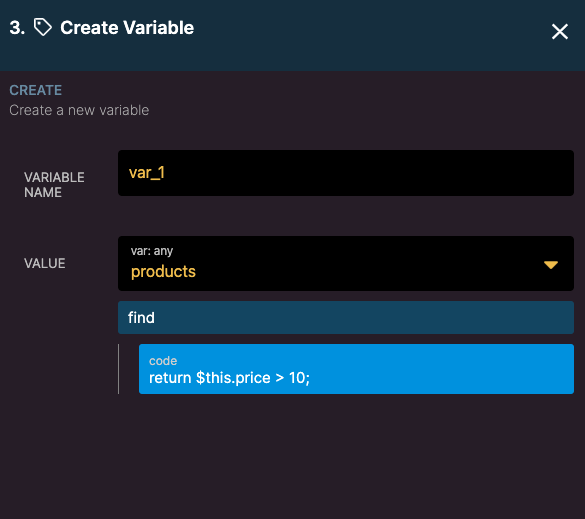 3. Create Variable
CREATE
Create a new variable
VARIABLE
NAME
var_1
VALUE
var: any
products
find
code
return $this.price > 10;